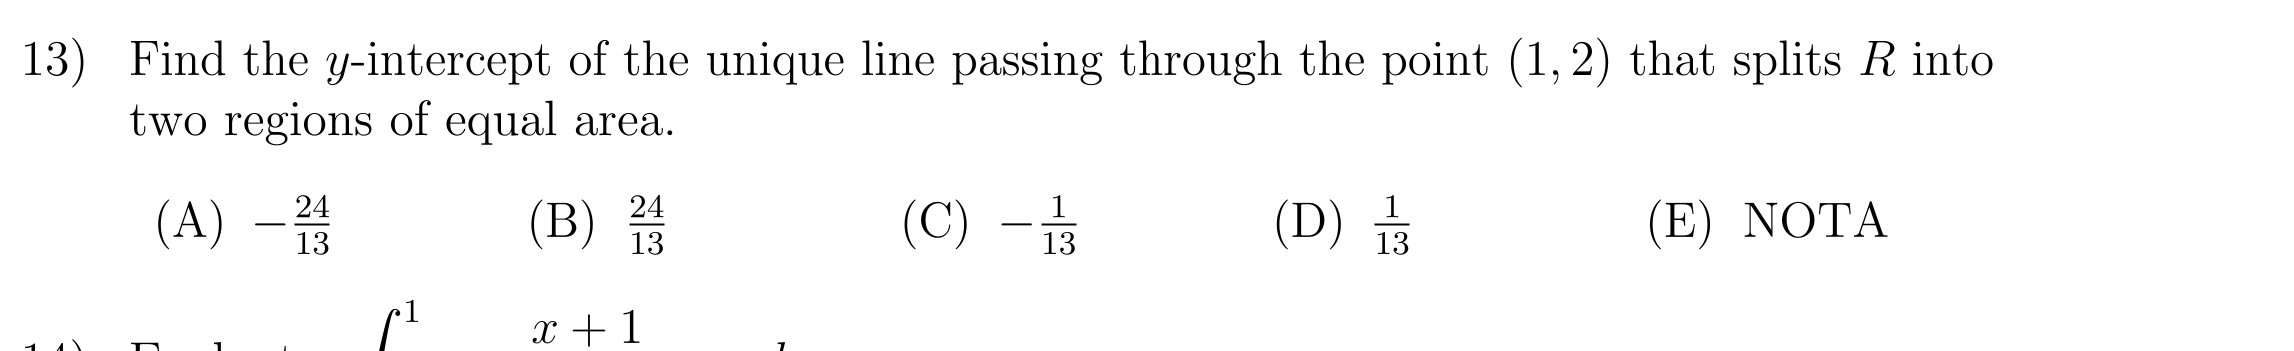 13) Find the y-intercept of the unique line passing through the point (1, 2) that splits R into
two regions of equal area.
(A) −24/13 (B) 24/13 (C) −1/13 (D) 1/13 (E) NOTA
∫ 1 x + 1